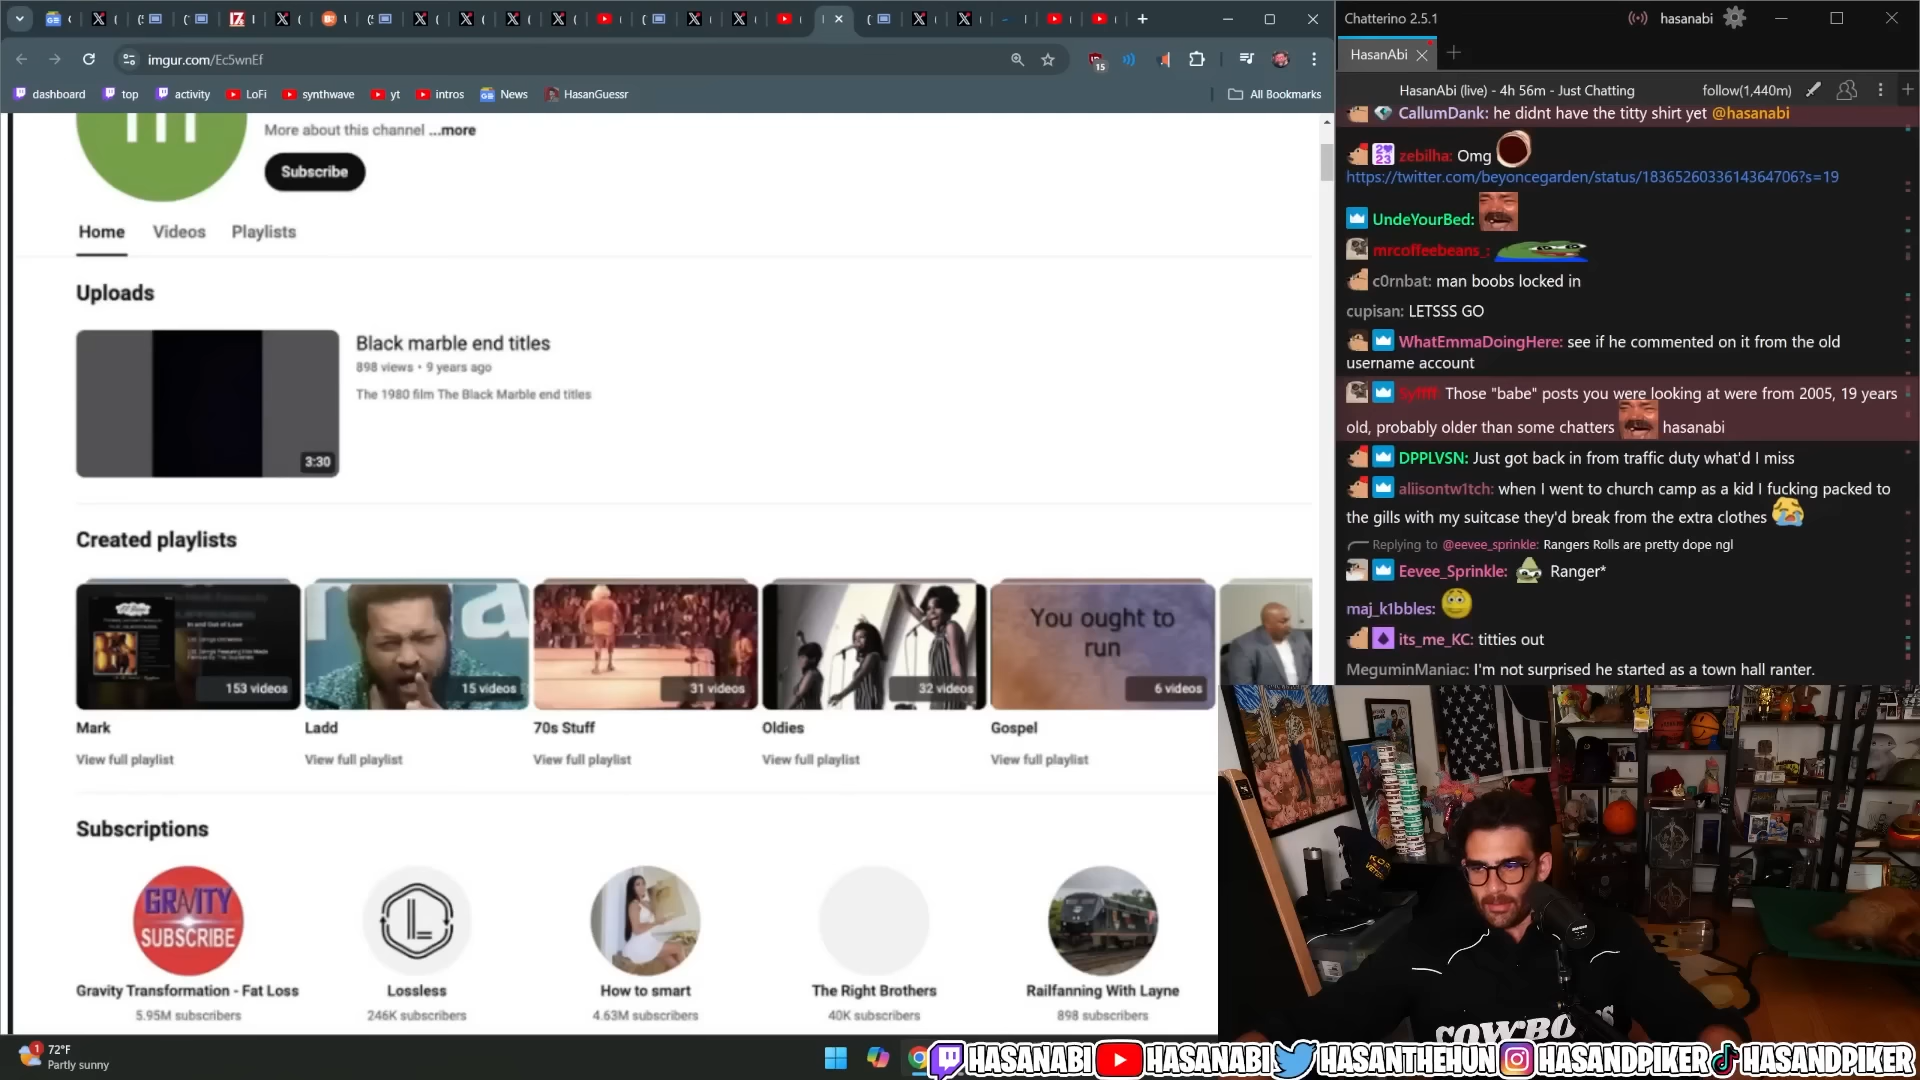 imgur.com/Ec5wnEf
15
dashboard
top
activity
LoFi
synthwave
yt
intros
News
HasanGuessr
All Bookmarks
m
More about this channel ...more
Subscribe
Home Videos Playlists
Uploads
3:30
Black marble end titles
898 views • 9 years ago
The 1980 film The Black Marble end titles
Created playlists
153 videos
15 videos
31 videos
32 videos
You ought to
run
6 videos
Mark
Ladd
70s Stuff
Oldies
Gospel
View full playlist
View full playlist
View full playlist
View full playlist
View full playlist
Subscriptions
GRAVITY
SUBSCRIBE
L
Gravity Transformation - Fat Loss
5.95M subscribers
Lossless
246K subscribers
How to smart
4.63M subscribers
The Right Brothers
40K subscribers
Railfanning With Layne
898 subscribers
1
72°F
Partly sunny
Chatterino 2.5.1
hasanabi
HasanAbi
HasanAbi (live) - 4h 56m - Just Chatting
follow(1,440m)
CallumDank: he didnt have the titty shirt yet @hasanabi
zebilha: Omg
https://twitter.com/beyoncegarden/status/1836526033614364706?s=19
UndeYourBed:
mrcoffeebeans_:
c0rnbat: man boobs locked in
cupisan: LETSSS GO
WhatEmmaDoingHere: see if he commented on it from the old
username account
Syffff: Those "babe" posts you were looking at were from 2005, 19 years
old, probably older than some chatters hasanabi
DPPLVSN: Just got back in from traffic duty what'd I miss
aliisontw1tch: when I went to church camp as a kid I fucking packed to
the gills with my suitcase they'd break from the extra clothes
Replying to @eevee_sprinkle: Rangers Rolls are pretty dope ngl
Eevee_Sprinkle: Ranger*
maj_k1bbles:
its_me_KC: titties out
MeguminManiac: I'm not surprised he started as a town hall ranter.
COWBO
HASANABI HASANABI HASANTHEHUN HASANDPIKER HASANDPIKER